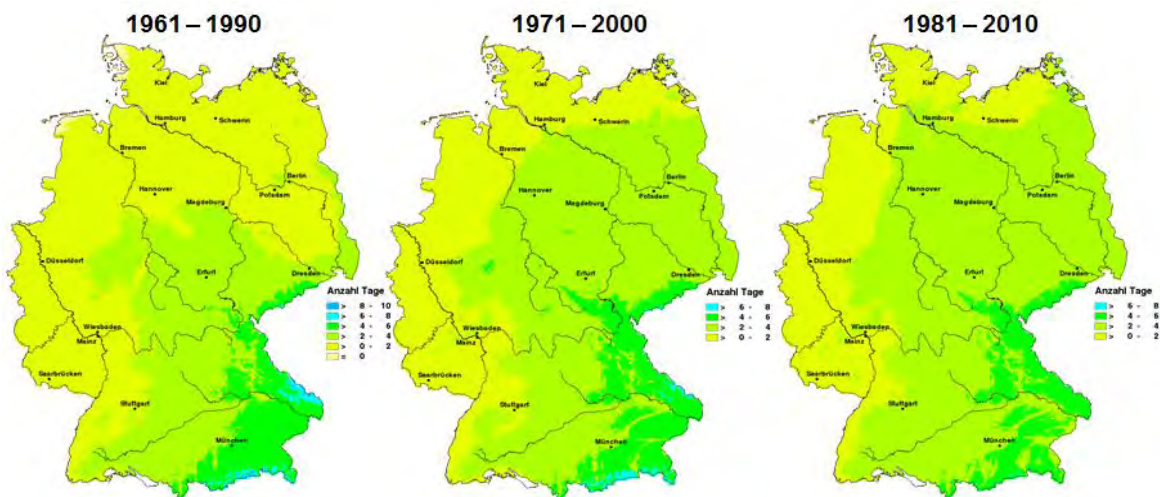 1961 – 1990
Kiel
Hamburg
Schwerin
Bremen
Berlin
Hannover
Potsdam
Magdeburg
Düsseldorf
Erfurt
Dresden
Wiesbaden
Mainz
Saarbrücken
Stuttgart
München
Anzahl Tage
> 8 - 10
> 6 - 8
> 4 - 6
> 2 - 4
> 0 - 2
= 0
1971 – 2000
Kiel
Hamburg
Schwerin
Bremen
Berlin
Hannover
Potsdam
Magdeburg
Düsseldorf
Erfurt
Dresden
Wiesbaden
Mainz
Saarbrücken
Stuttgart
München
Anzahl Tage
> 6 - 8
> 4 - 6
> 2 - 4
> 0 - 2
1981 – 2010
Kiel
Hamburg
Schwerin
Bremen
Berlin
Hannover
Potsdam
Magdeburg
Düsseldorf
Erfurt
Dresden
Wiesbaden
Mainz
Saarbrücken
Stuttgart
München
Anzahl Tage
> 6 - 8
> 4 - 6
> 2 - 4
> 0 - 2